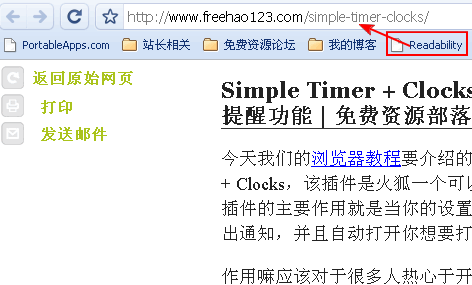 http://www.freehao123.com/simple-timer-clocks/
PortableApps.com 站长相关 免费资源论坛 我的博客 Readability
返回原始网页
打印
发送邮件
Simple Timer + Clocks
提醒功能 | 免费资源部落
今天我们的浏览器教程要介绍的
+ Clocks，该插件是火狐一个可以
插件的主要作用就是当你的设置
出通知，并且自动打开你想要打
作用嘛应该对于很多人热心于开